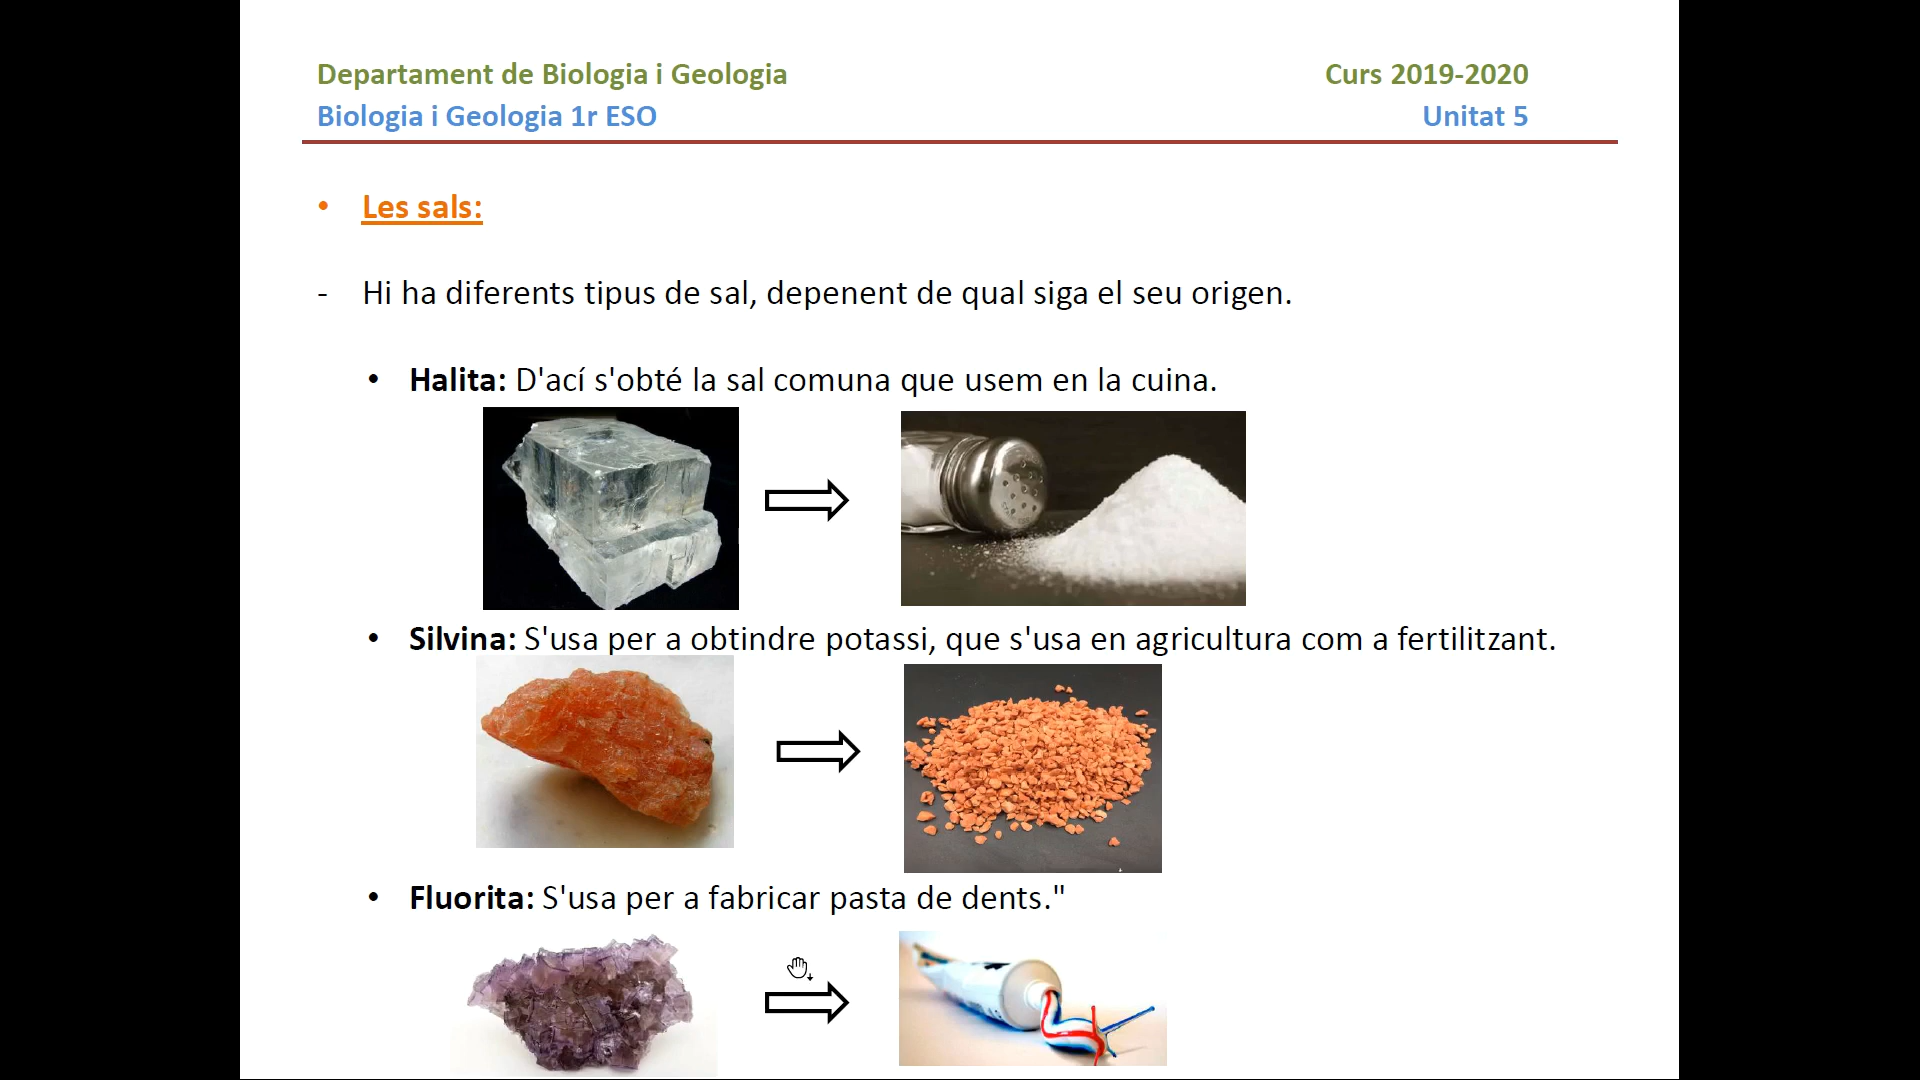 Departament de Biologia i Geologia
Curs 2019-2020
Biologia i Geologia 1r ESO
Unitat 5
• Les sals:
- Hi ha diferents tipus de sal, depenent de qual siga el seu origen.
• Halita: D'ací s'obté la sal comuna que usem en la cuina.
• Silvina: S'usa per a obtindre potassi, que s'usa en agricultura com a fertilitzant.
• Fluorita: S'usa per a fabricar pasta de dents."